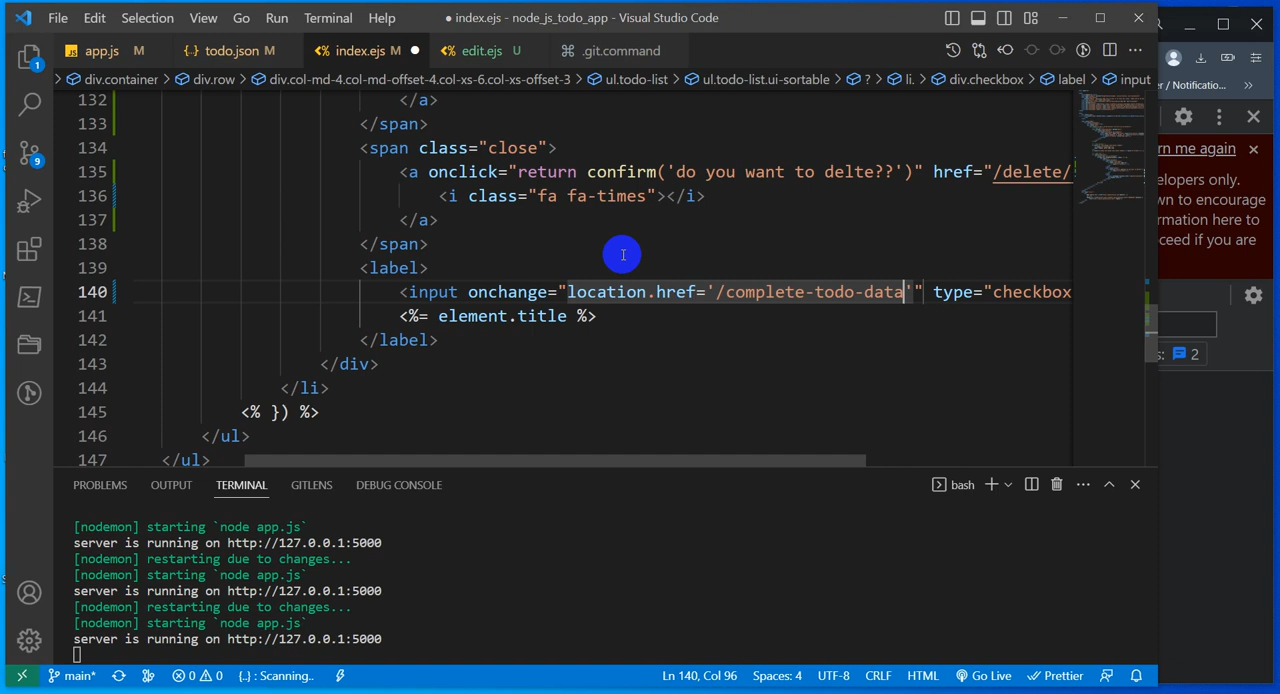 File Edit Selection View Go Run Terminal Help
● index.ejs - node_js_todo_app - Visual Studio Code
JS app.js M
{..} todo.json M
<% index.ejs M ●
<% edit.ejs U
.git.command
> div.container > div.row > div.col-md-4.col-md-offset-4.col-xs-6.col-xs-offset-3 > ul.todo-list > ul.todo-list.ui-sortable > ? > li. > div.checkbox > label > input
132 </a>
133 </span>
134 <span class="close">
135 <a onclick="return confirm('do you want to delte??')" href="/delete/
136 <i class="fa fa-times"></i>
137 </a>
138 </span>
139 <label>
140 <input onchange="location.href='/complete-todo-data'" type="checkbox
141 <%= element.title %>
142 </label>
143 </div>
144 </li>
145 <% }) %>
146 </ul>
147 </ul>
1
9
PROBLEMS OUTPUT TERMINAL GITLENS DEBUG CONSOLE
bash
[nodemon] starting `node app.js`
server is running on http://127.0.0.1:5000
[nodemon] restarting due to changes...
[nodemon] starting `node app.js`
server is running on http://127.0.0.1:5000
[nodemon] restarting due to changes...
[nodemon] starting `node app.js`
server is running on http://127.0.0.1:5000
main* 0 0 {..} : Scanning.. Ln 140, Col 96 Spaces: 4 UTF-8 CRLF HTML Go Live Prettier
r / Notificatio... »
rn me again
elopers only.
wn to encourage
rmation here to
ceed if you are
s: 2